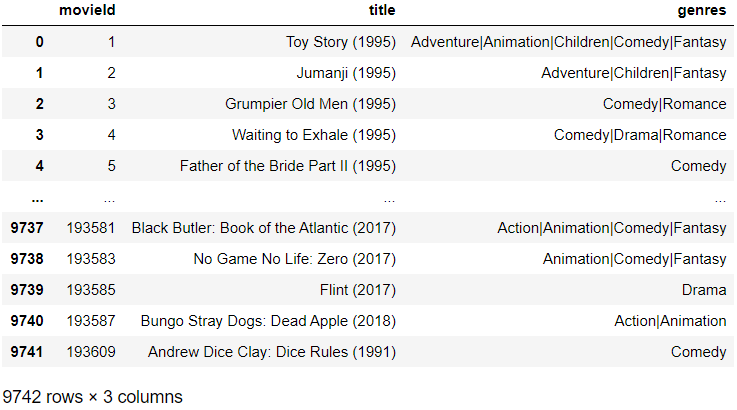 movieId title genres
0 1 Toy Story (1995) Adventure|Animation|Children|Comedy|Fantasy
1 2 Jumanji (1995) Adventure|Children|Fantasy
2 3 Grumpier Old Men (1995) Comedy|Romance
3 4 Waiting to Exhale (1995) Comedy|Drama|Romance
4 5 Father of the Bride Part II (1995) Comedy
... ... ... ...
9737 193581 Black Butler: Book of the Atlantic (2017) Action|Animation|Comedy|Fantasy
9738 193583 No Game No Life: Zero (2017) Animation|Comedy|Fantasy
9739 193585 Flint (2017) Drama
9740 193587 Bungo Stray Dogs: Dead Apple (2018) Action|Animation
9741 193609 Andrew Dice Clay: Dice Rules (1991) Comedy
9742 rows × 3 columns